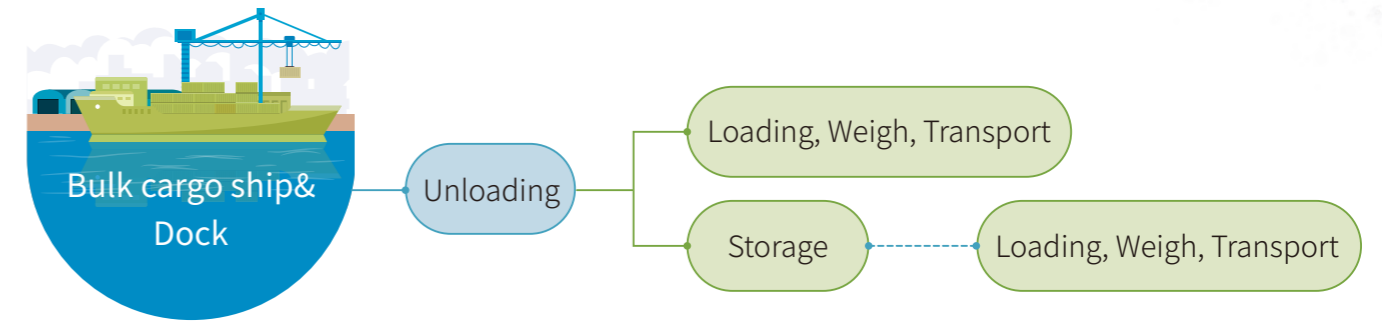 Bulk cargo ship&
Dock
Unloading
Loading, Weigh, Transport
Storage
Loading, Weigh, Transport